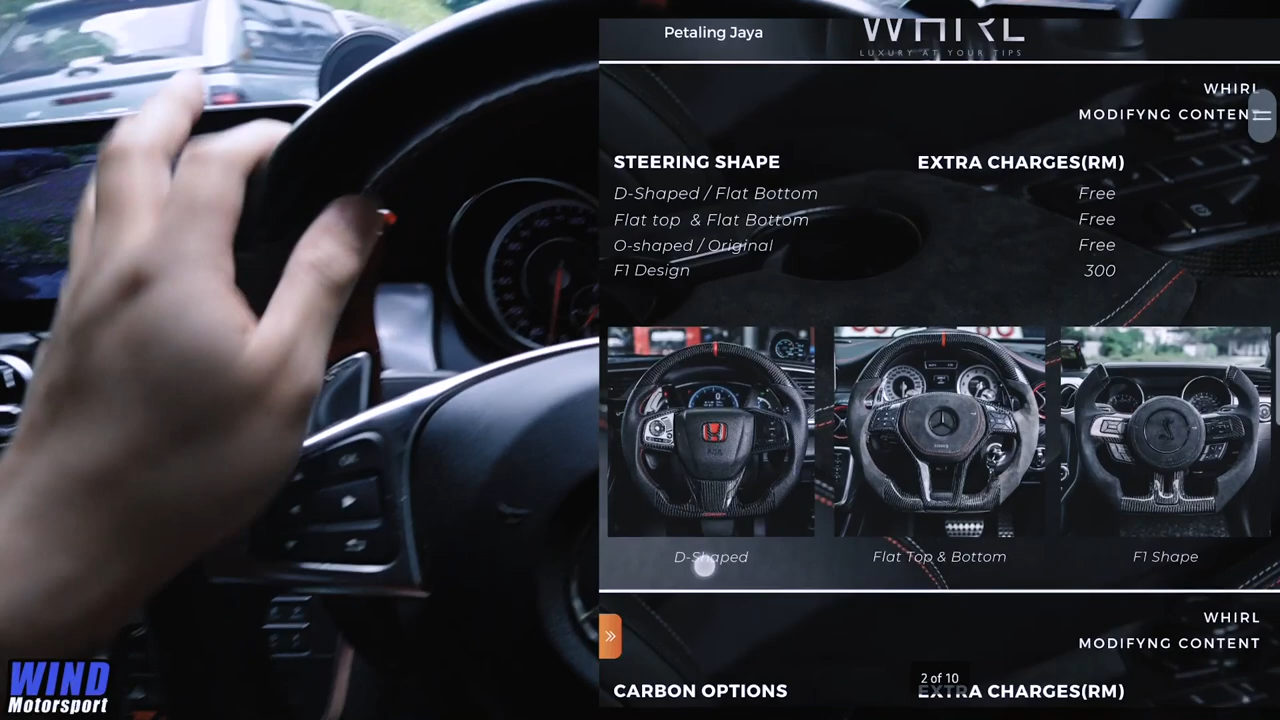 Petaling Jaya
WHIRL
LUXURY AT YOUR TIPS
WHIRL
MODIFYNG CONTENT
STEERING SHAPE
EXTRA CHARGES(RM)
D-Shaped / Flat Bottom
Free
Flat top & Flat Bottom
Free
O-shaped / Original
Free
F1 Design
300
D-Shaped
Flat Top & Bottom
F1 Shape
WHIRL
MODIFYNG CONTENT
2 of 10
CARBON OPTIONS
EXTRA CHARGES(RM)
WIND
Motorsport